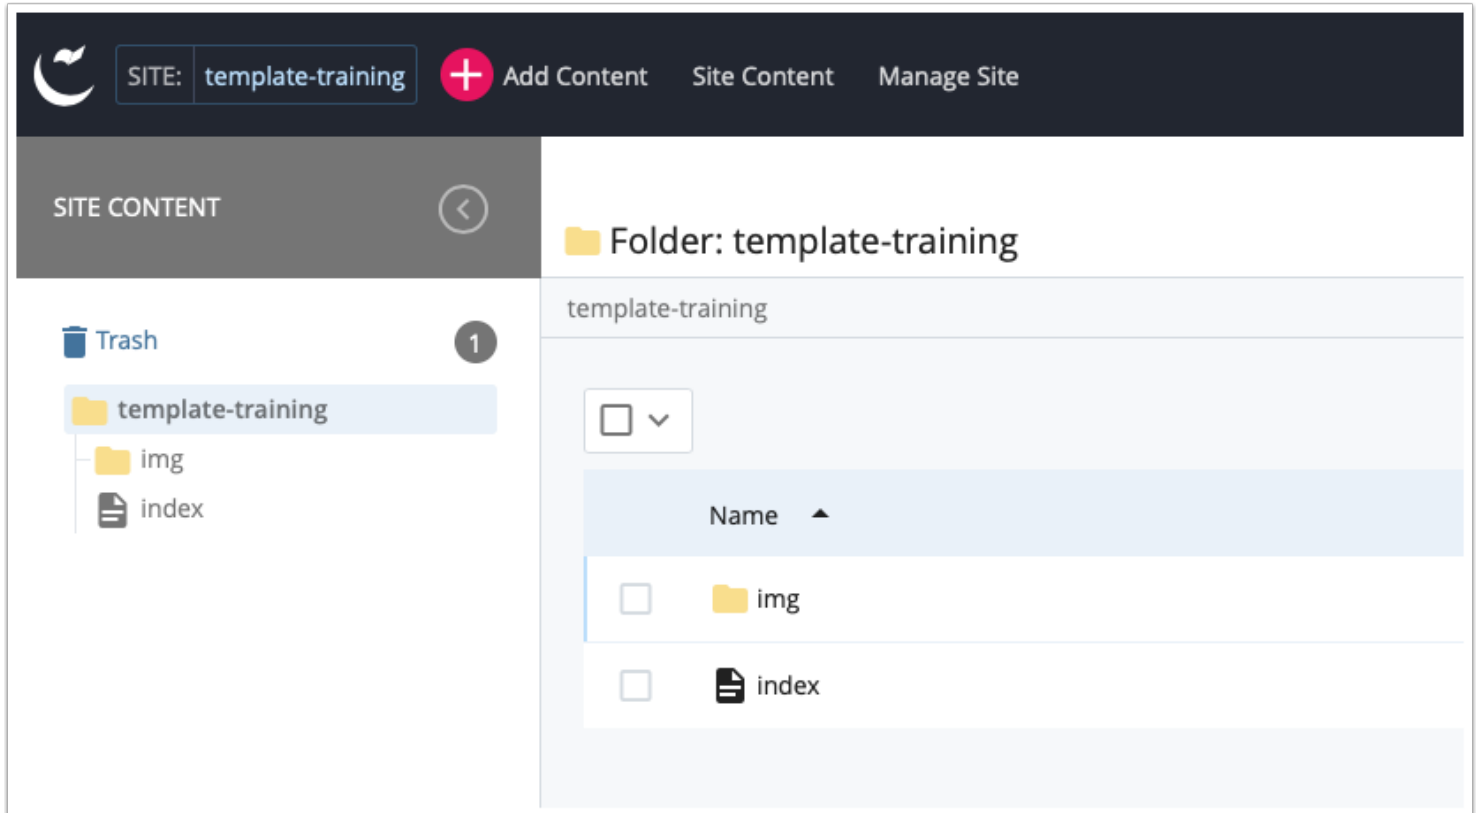 SITE: template-training Add Content Site Content Manage Site
SITE CONTENT
Folder: template-training
template-training
Trash 1
template-training
img
index
Name
img
index